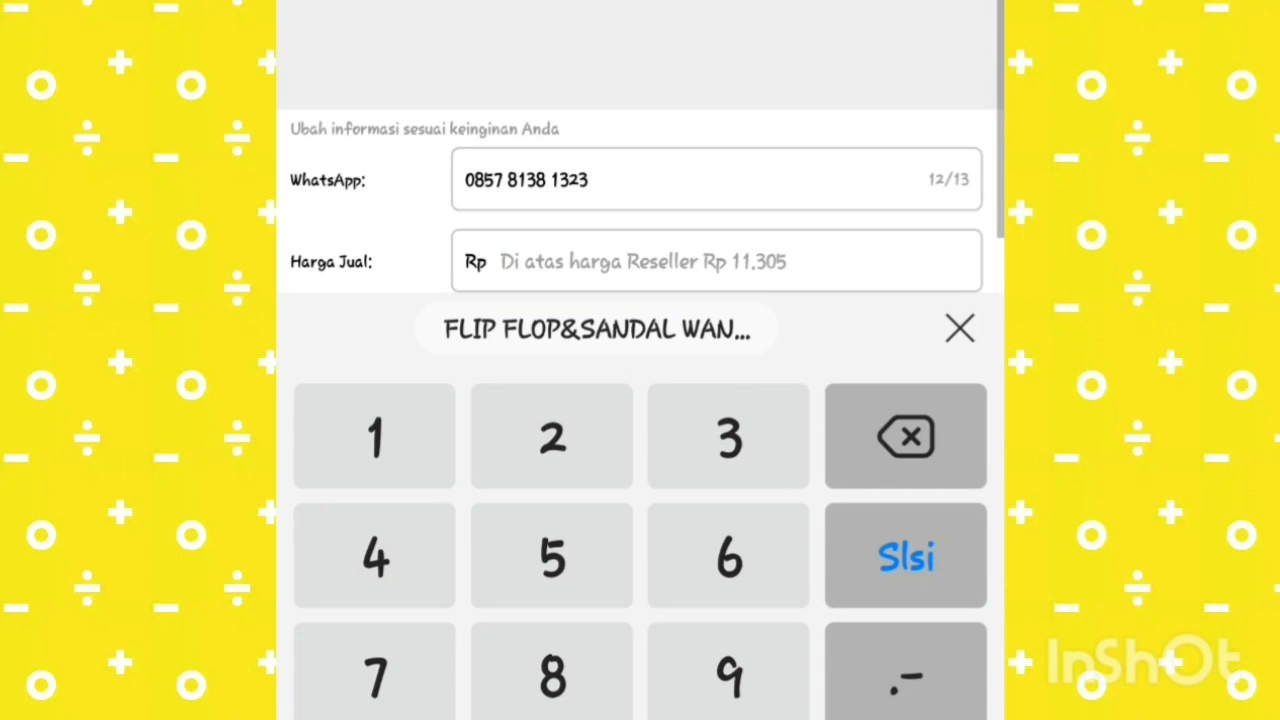 Ubah informasi sesuai keinginan Anda
WhatsApp: 0857 8138 1323 12/13
Harga Jual: Rp Di atas harga Reseller Rp 11.305
FLIP FLOP&SANDAL WAN...
1 2 3
4 5 6 Slsi
7 8 9 .-
InShOt